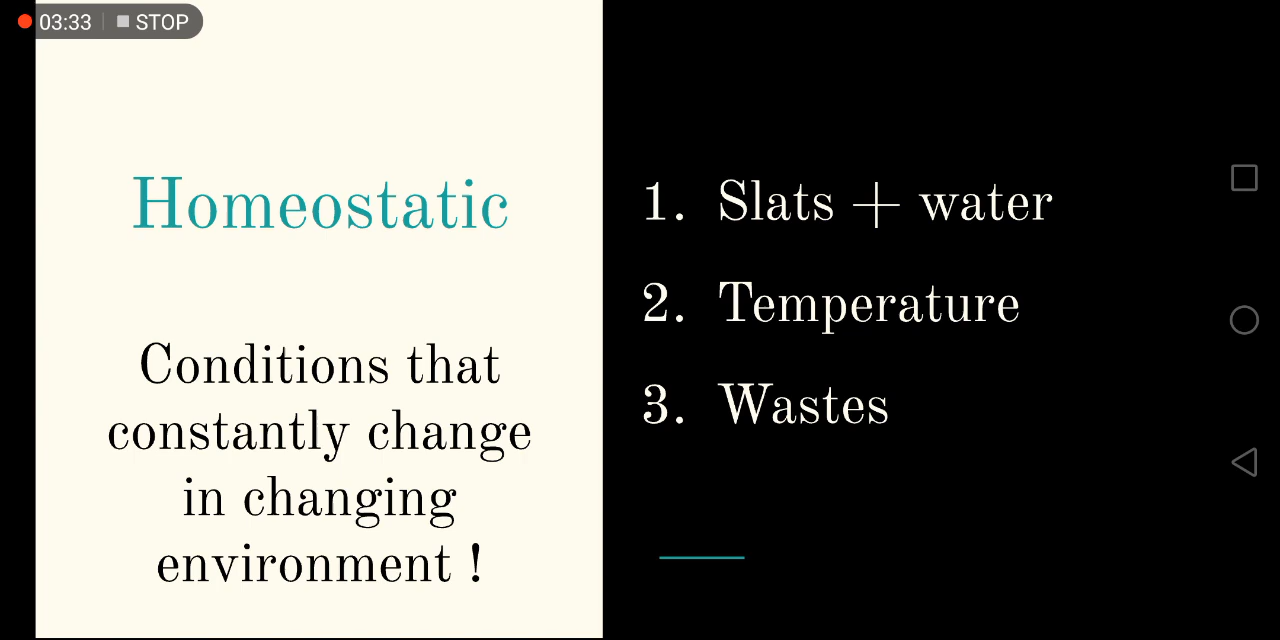 03:33 STOP
Homeostatic
Conditions that
constantly change
in changing
environment !
1. Slats + water
2. Temperature
3. Wastes